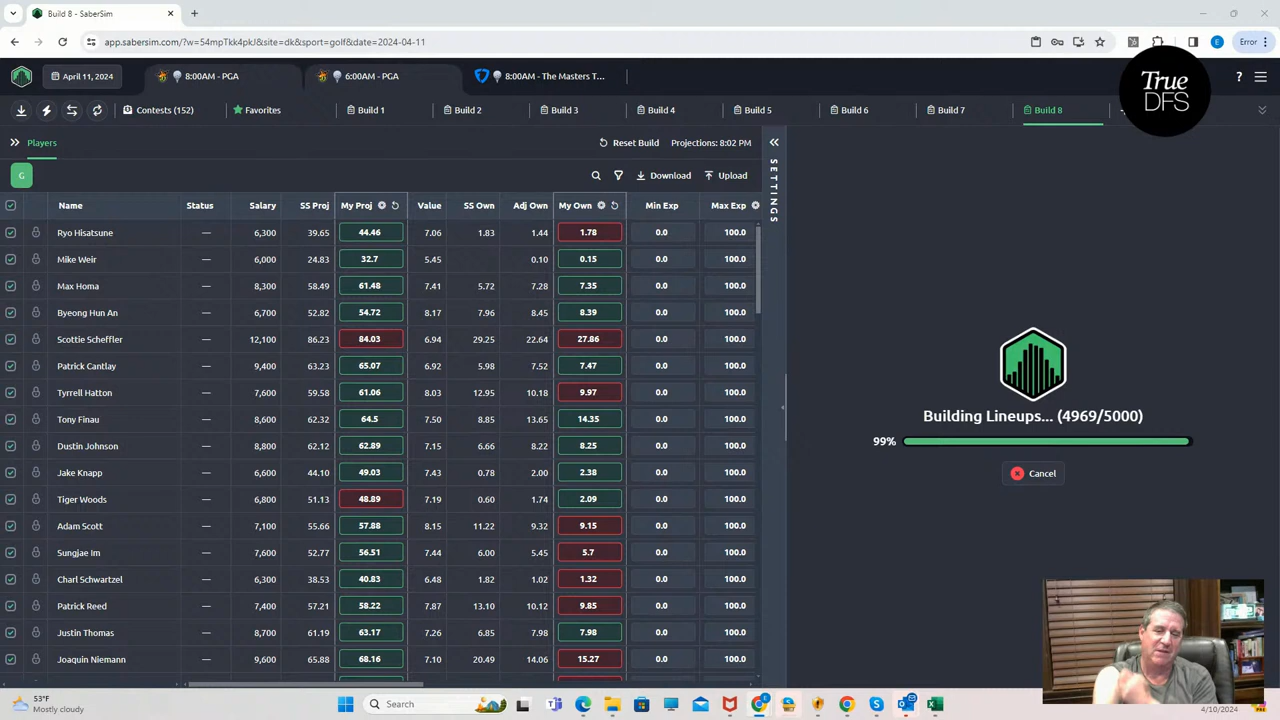 Build 8 - SaberSim
app.sabersim.com/?w=54mpTkk4pkJ&site=dk&sport=golf&date=2024-04-11
E
Error
April 11, 2024
8:00AM - PGA
6:00AM - PGA
8:00AM - The Masters T...
?
True
DFS
Contests (152)
Favorites
Build 1
Build 3
Build 4
Build 5
Build 6
Build 7
Build 8
Players
Reset Build
Projections: 8:02 PM
SETTINGS
G
Download
Upload
Name Status Salary SS Proj My Proj Value SS Own Adj Own My Own Min Exp Max Exp
Ryo Hisatsune — 6,300 39.65 44.46 7.06 1.83 1.44 1.78 0.0 100.0
Mike Weir — 6,000 24.83 32.7 5.45 0.10 0.15 0.0 100.0
Max Homa — 8,300 58.49 61.48 7.41 5.72 7.28 7.35 0.0 100.0
Byeong Hun An — 6,700 52.82 54.72 8.17 7.96 8.45 8.39 0.0 100.0
Scottie Scheffler — 12,100 86.23 84.03 6.94 29.25 22.64 27.86 0.0 100.0
Patrick Cantlay — 9,400 63.23 65.07 6.92 5.98 7.52 7.47 0.0 100.0
Tyrrell Hatton — 7,600 59.58 61.06 8.03 12.95 10.18 9.97 0.0 100.0
Tony Finau — 8,600 62.32 64.5 7.50 8.85 13.65 14.35 0.0 100.0
Dustin Johnson — 8,800 62.12 62.89 7.15 6.66 8.22 8.25 0.0 100.0
Jake Knapp — 6,600 44.10 49.03 7.43 0.78 2.00 2.38 0.0 100.0
Tiger Woods — 6,800 51.13 48.89 7.19 0.60 1.74 2.09 0.0 100.0
Adam Scott — 7,100 55.66 57.88 8.15 11.22 9.32 9.15 0.0 100.0
Sungjae Im — 7,600 52.77 56.51 7.44 6.00 5.45 5.7 0.0 100.0
Charl Schwartzel — 6,300 38.53 40.83 6.48 1.82 1.02 1.32 0.0 100.0
Patrick Reed — 7,400 57.21 58.22 7.87 13.10 10.12 9.85 0.0 100.0
Justin Thomas — 8,700 61.19 63.17 7.26 6.85 7.98 7.98 0.0 100.0
Joaquin Niemann — 9,600 65.88 68.16 7.10 20.49 14.06 15.27 0.0 100.0
Building Lineups... (4969/5000)
99%
Cancel
53°F
Mostly cloudy
Search
4/10/2024